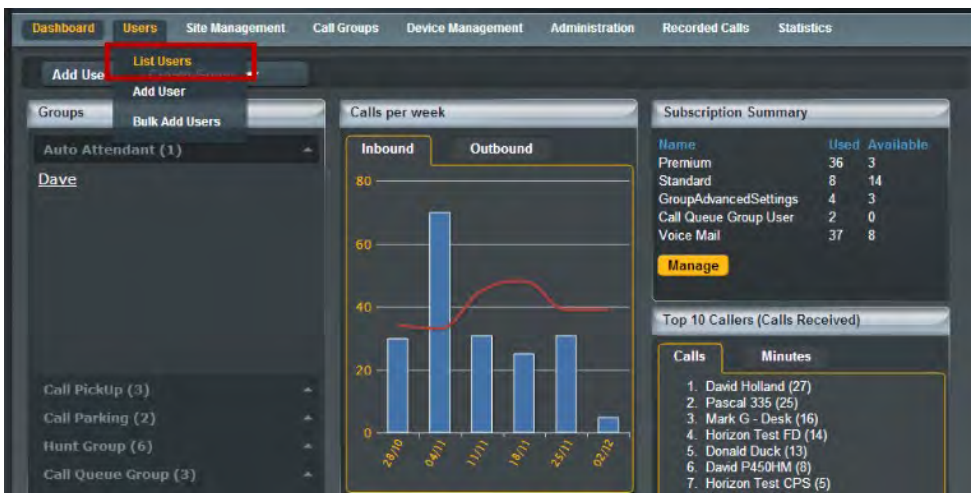 Dashboard Users Site Management Call Groups Device Management Administration Recorded Calls Statistics
List Users
Add Use
Add User
Bulk Add Users
Groups
Auto Attendant (1)
Dave
Call PickUp (3)
Call Parking (2)
Hunt Group (6)
Call Queue Group (3)
Calls per week
Inbound Outbound
80
60
40
20
0
28/10 04/11 11/11 18/11 25/11 02/12
Subscription Summary
Name Used Available
Premium 36 3
Standard 8 14
GroupAdvancedSettings 4 3
Call Queue Group User 2 0
Voice Mail 37 8
Manage
Top 10 Callers (Calls Received)
Calls Minutes
1. David Holland (27)
2. Pascal 335 (25)
3. Mark G - Desk (16)
4. Horizon Test FD (14)
5. Donald Duck (13)
6. David P450HM (8)
7. Horizon Test CPS (5)